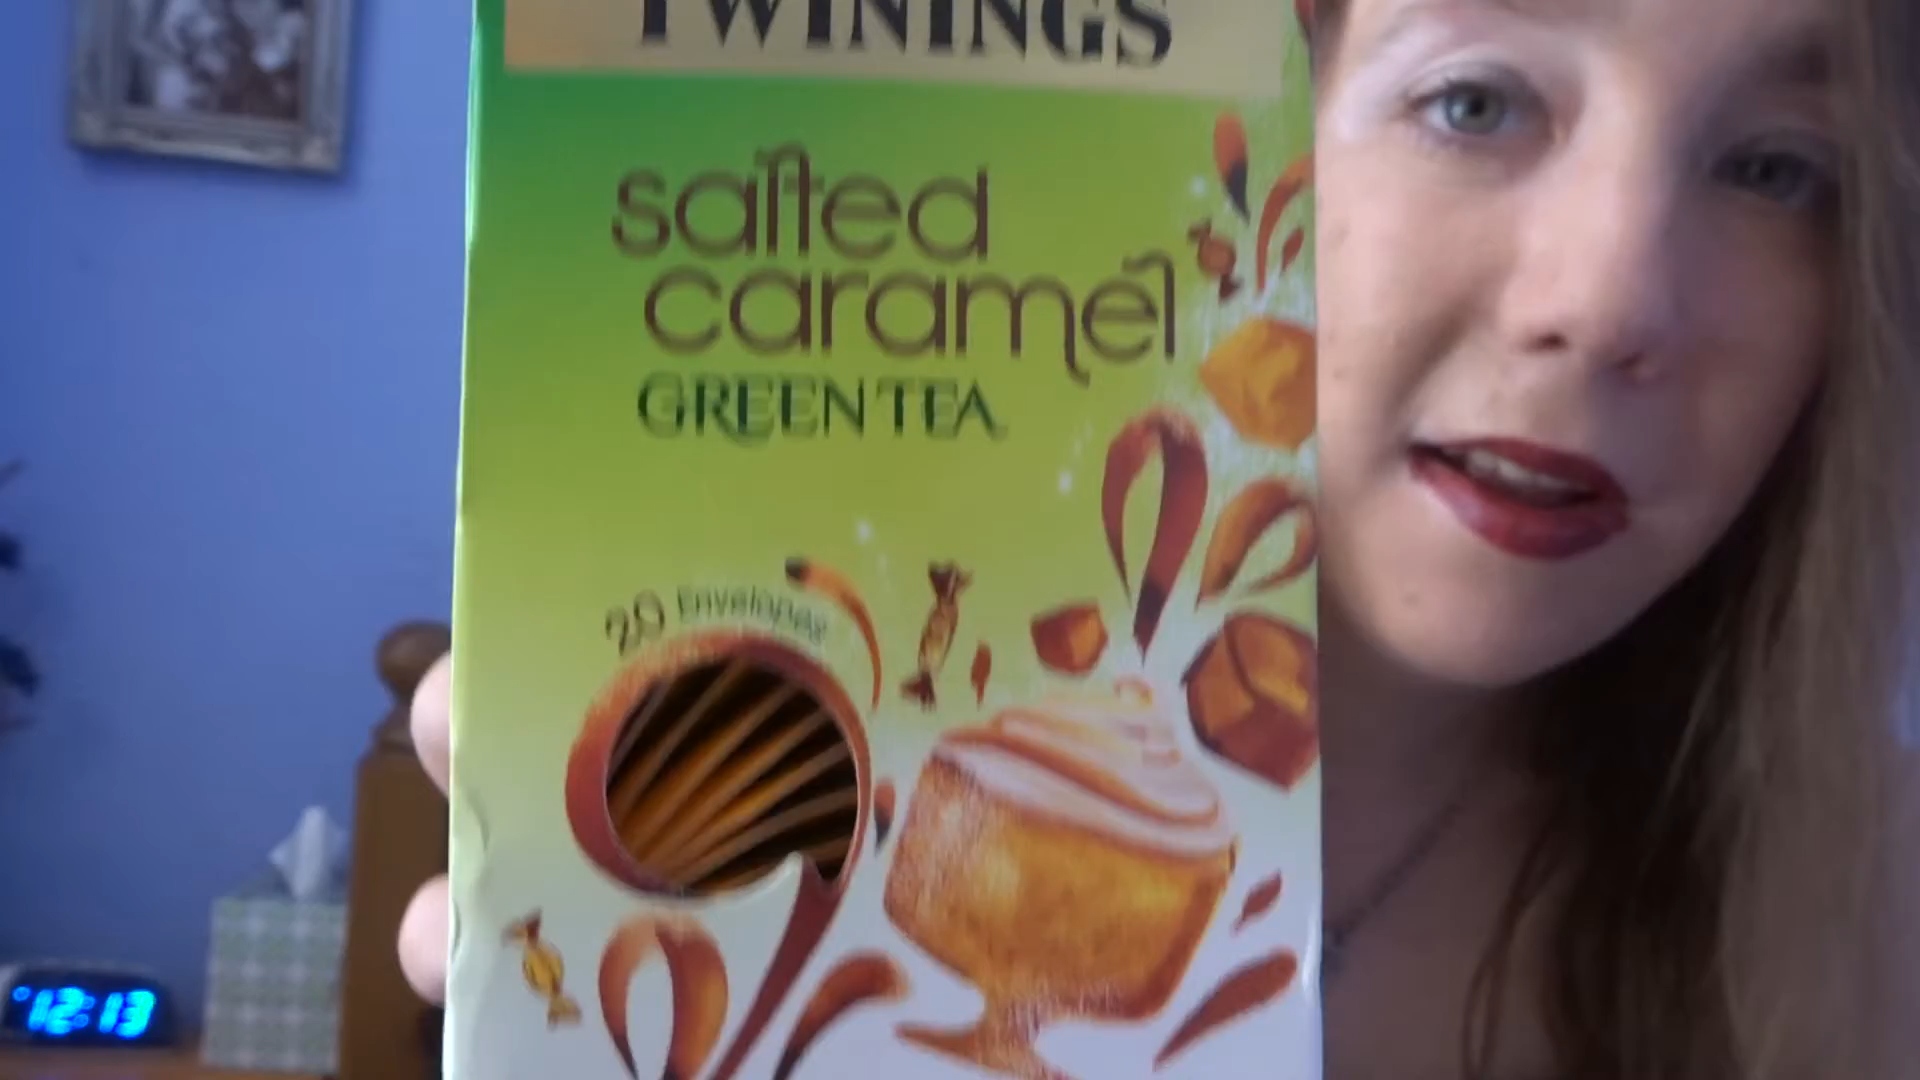 TWININGS
salted
caramel
GREEN TEA
20 Envelopes
12:13